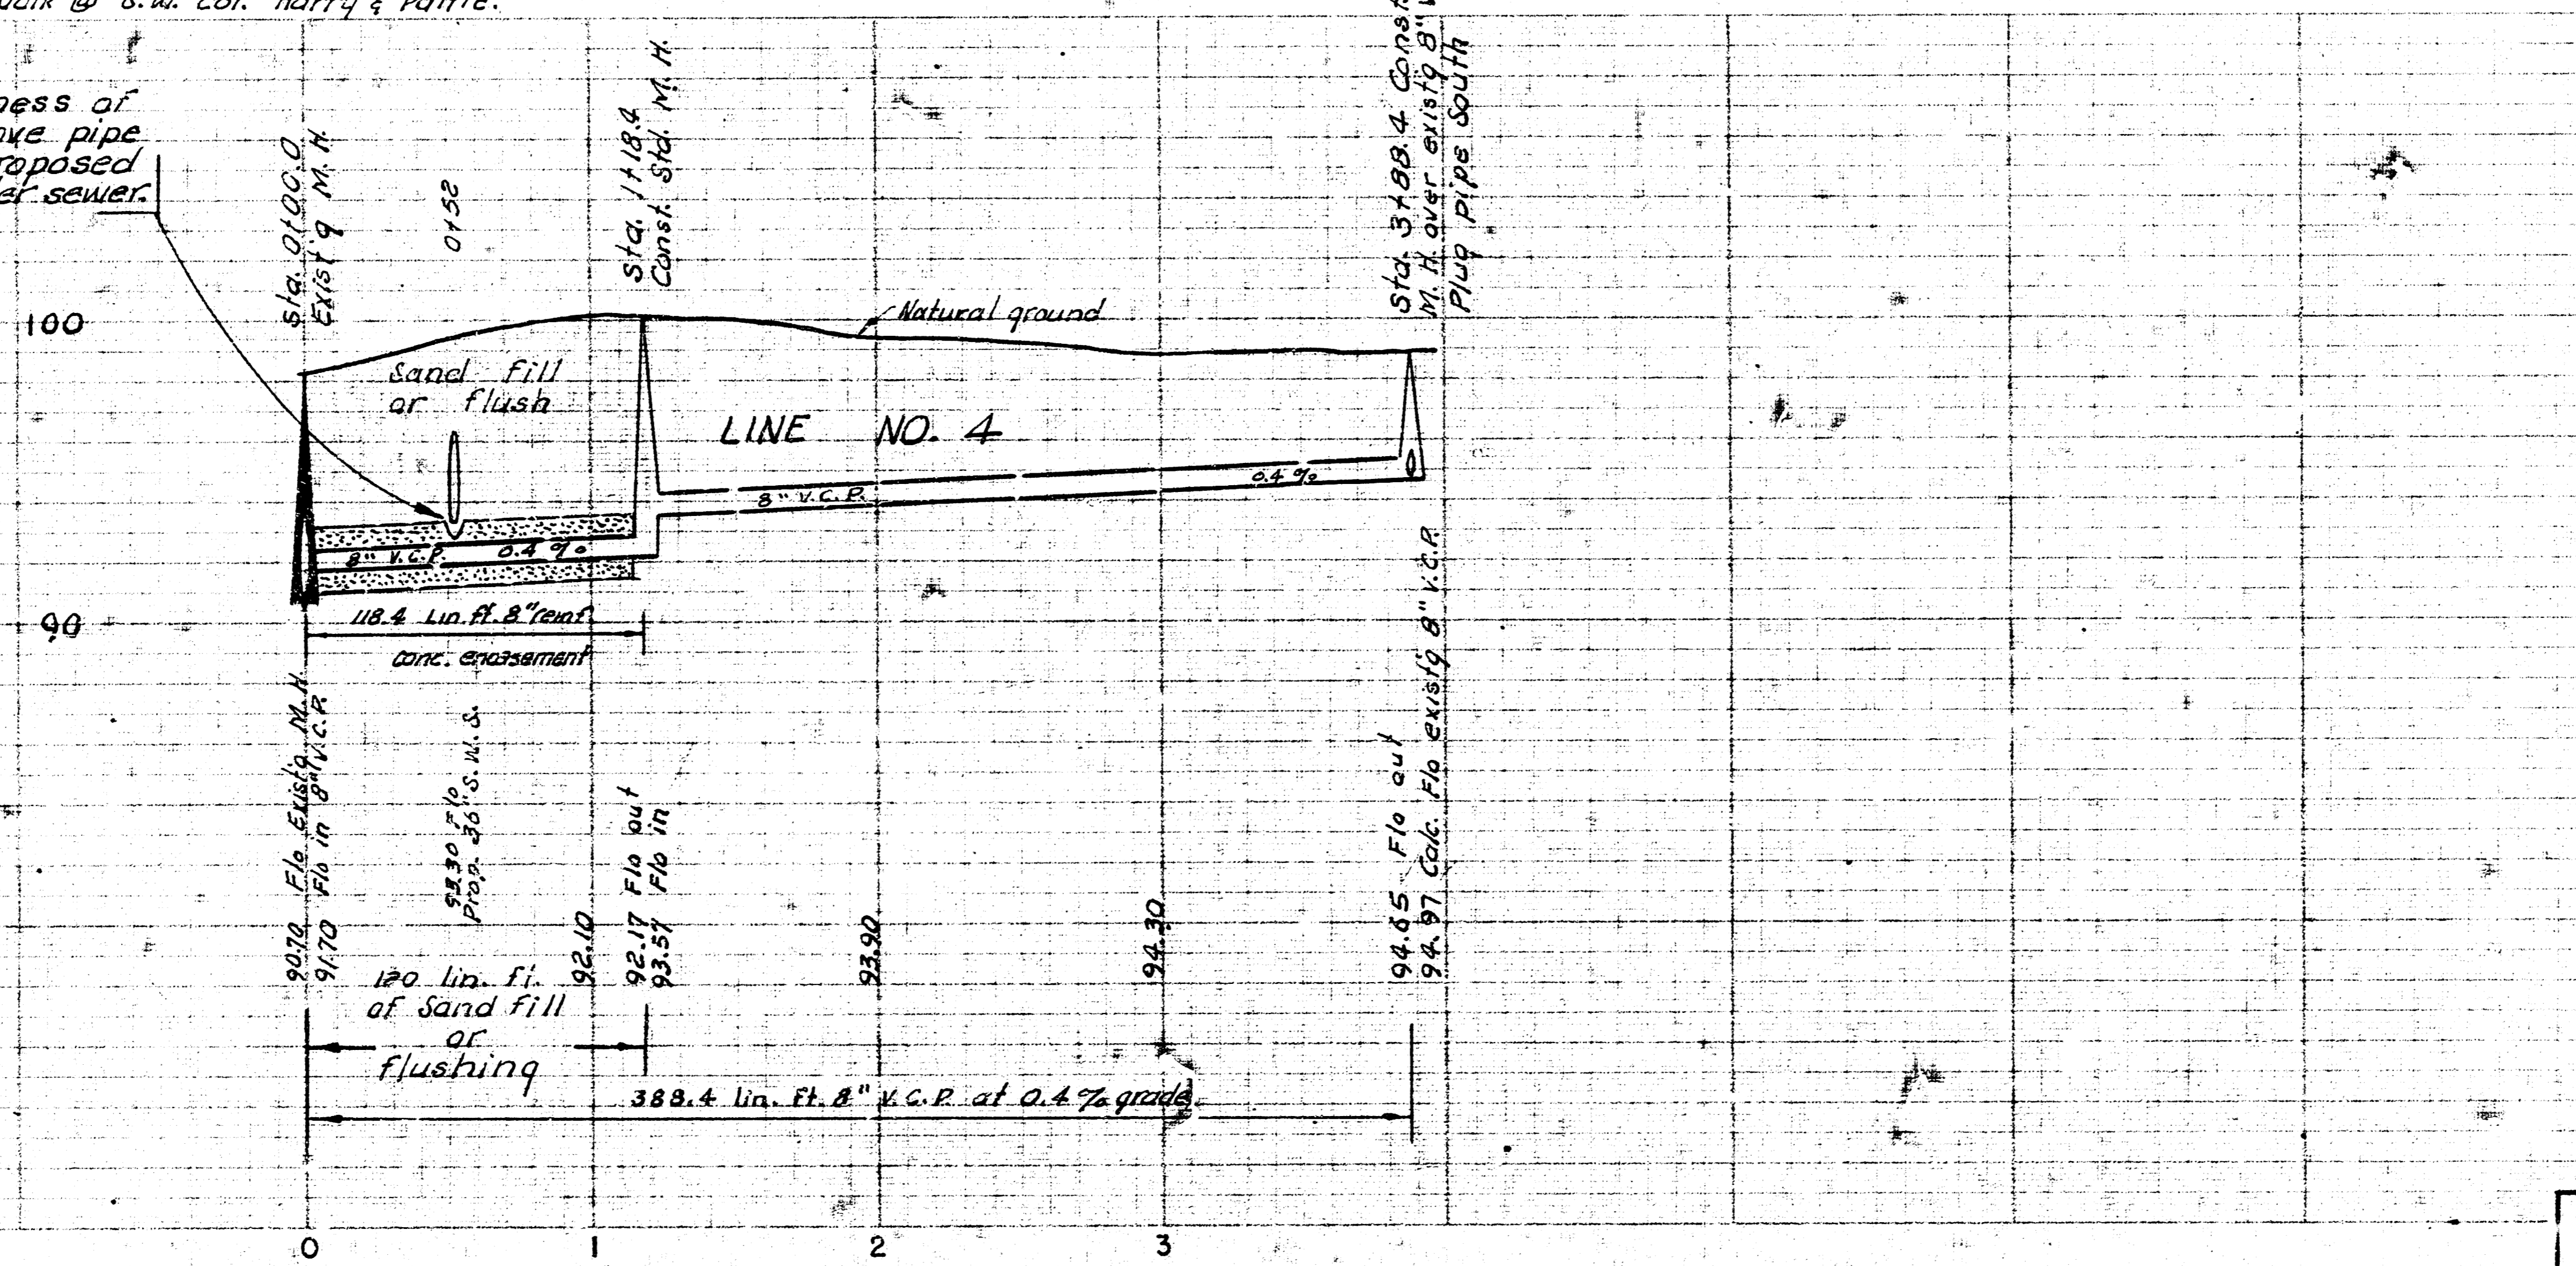 @ S.W. Cor. Harry &
ness of
ve pipe
roposed
er sewer.
Sta. 0+00.0
Exist'g M.H.
0+52
Sta. 1+18.4
Const. Std. M.H.
Sta. 3+88.4 Const.
M.H. over exist'g 8"
Plug pipe South
100
Natural ground
Sand fill
or flush
LINE NO. 4
8" V.C.P.
0.4 %
8" V.C.P. 0.4 %
90
118.4 Lin. ft. 8" reinf.
conc. encasement
90.70 Flo Exist'g M.H.
91.70 Flo in 8" V.C.P.
93.30 Flo
Prop. 36" S.W.S.
92.10
92.17 Flo out
93.57 Flo in
93.90
94.30
94.65 Flo out
94.97 Calc. Flo exist'g 8" V.C.P.
120 lin. ft.
of Sand fill
or
flushing
388.4 lin. ft. 8" V.C.P. at 0.4 % grade.
0 1 2 3